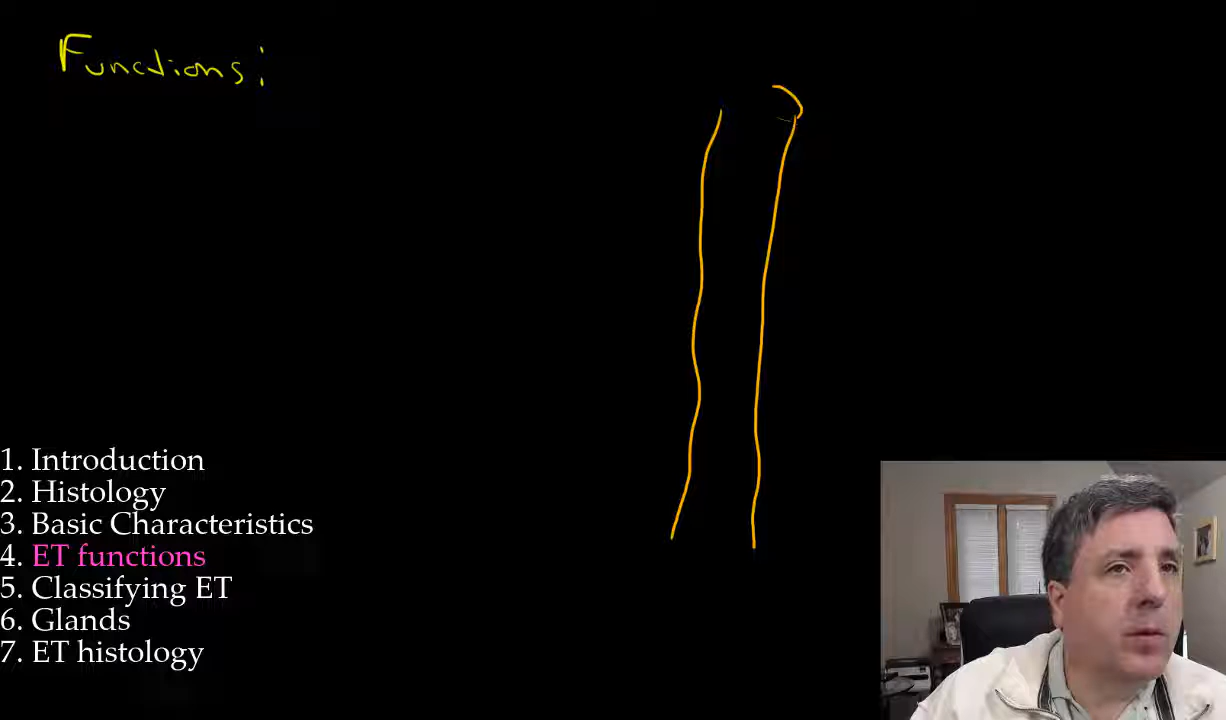 Functions:
1. Introduction
2. Histology
3. Basic Characteristics
4. ET functions
5. Classifying ET
6. Glands
7. ET histology